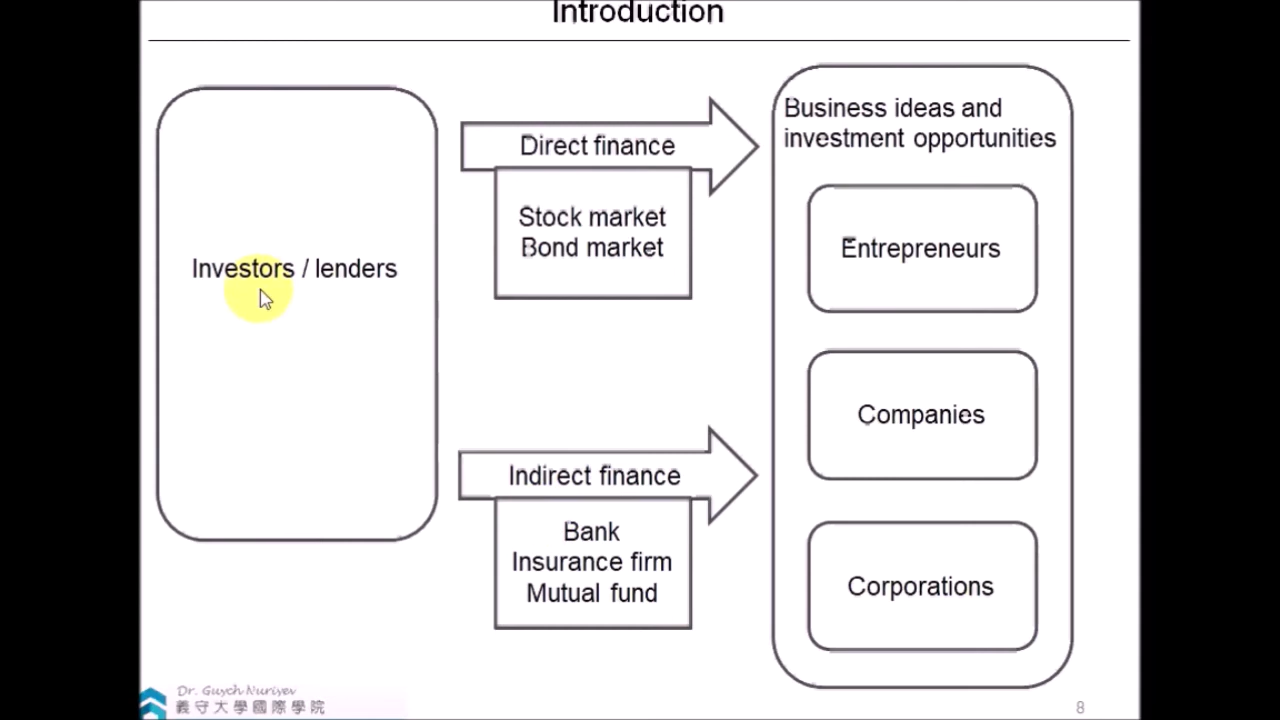 Introduction
Investors / lenders
Direct finance
Stock market
Bond market
Indirect finance
Bank
Insurance firm
Mutual fund
Business ideas and
investment opportunities
Entrepreneurs
Companies
Corporations
Dr. Guych Nuriyev
義守大學國際學院
8